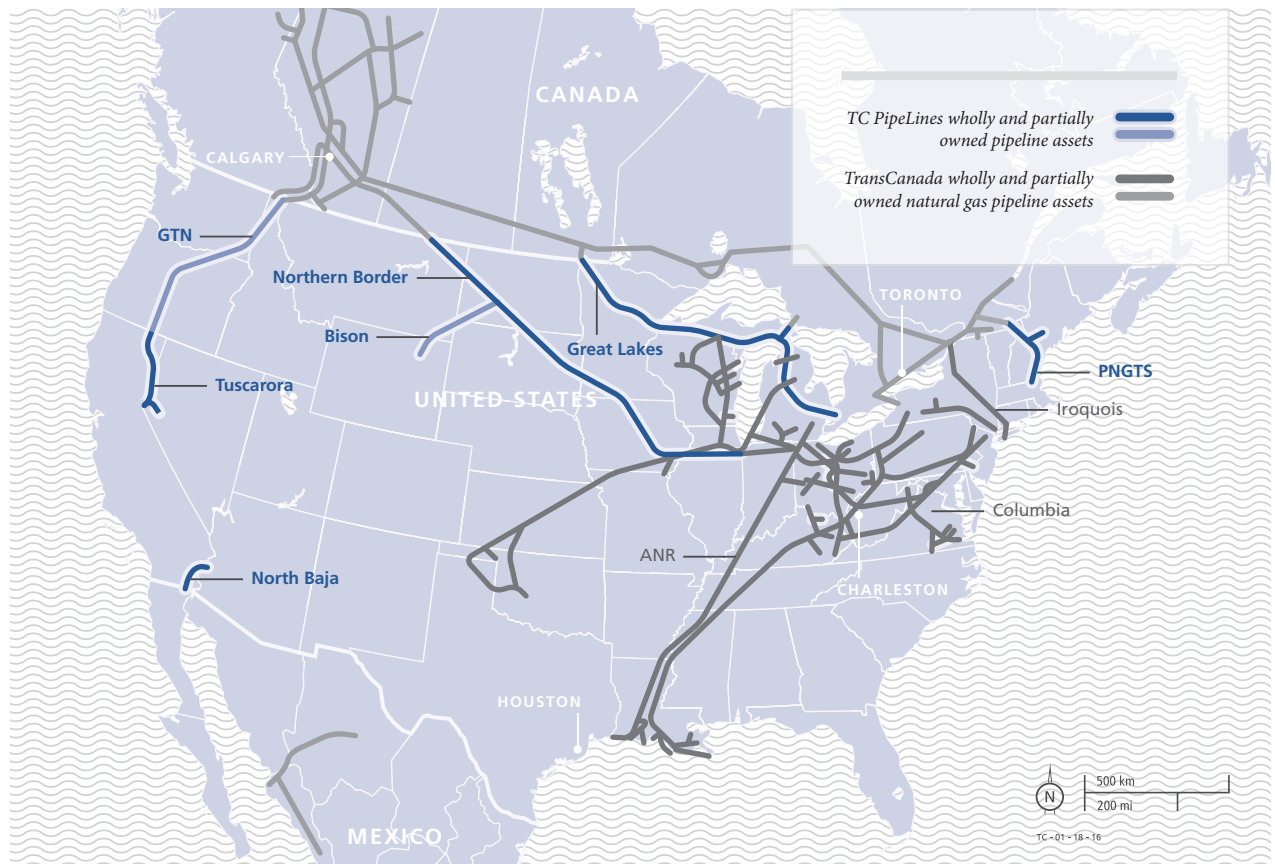 CANADA
TC PipeLines wholly and partially
owned pipeline assets
CALGARY
TransCanada wholly and partially
owned natural gas pipeline assets
GTN
Northern Border
TORONTO
Bison
Great Lakes
PNGTS
Tuscarora
UNITED STATES
Iroquois
Columbia
ANR
North Baja
CHARLESTON
HOUSTON
500 km
N
200 mi
MEXICO
TC - 01 - 18 - 16